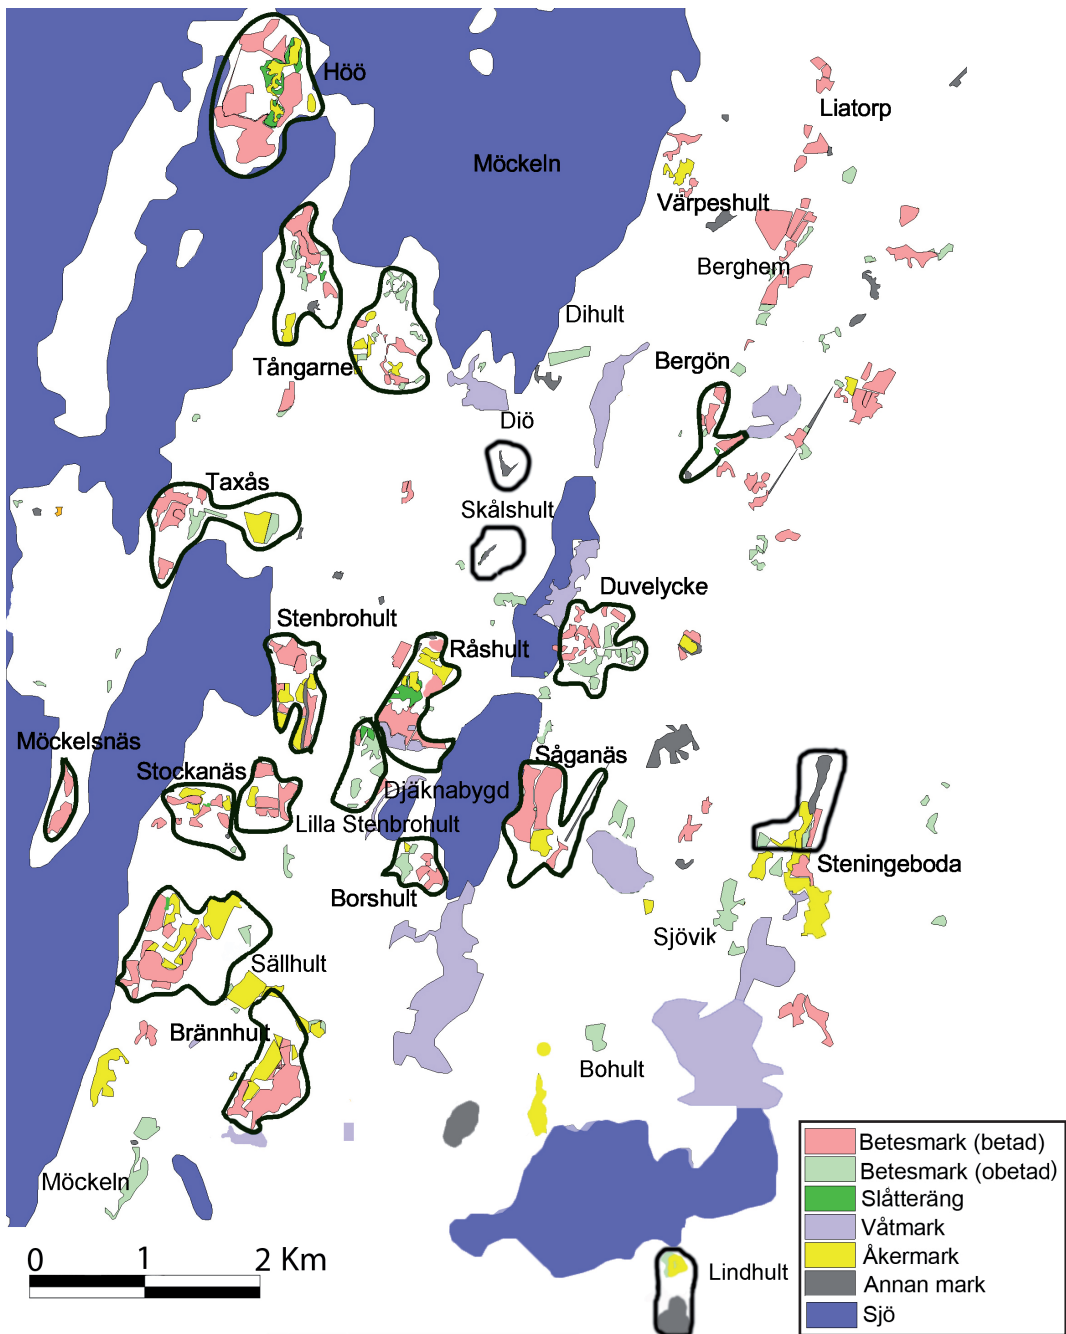 Höö
Liatorp
Möckeln
Värpeshult
Berghem
Dihult
Bergön
Tångarne
Diö
Taxås
Skålshult
Duvelycke
Stenbrohult
Råshult
Möckelsnäs
Såganäs
Stockanäs
Djäknabygd
Lilla Stenbrohult
Steningeboda
Borshult
Sjövik
Sällhult
Brännhult
Bohult
Möckeln
Lindhult
0 1 2 Km
Betesmark (betad)
Betesmark (obetad)
Slåtteräng
Våtmark
Åkermark
Annan mark
Sjö